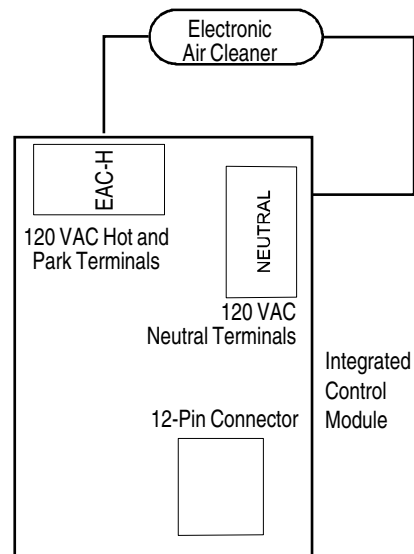 Electronic
Air Cleaner
EAC-H
120 VAC Hot and
Park Terminals
NEUTRAL
120 VAC
Neutral Terminals
Integrated
Control
Module
12-Pin Connector